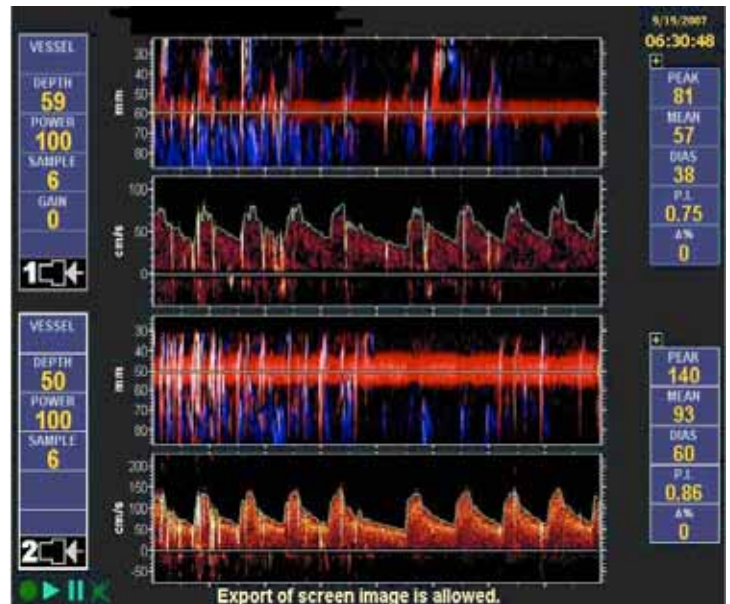 9/19/2007
06:30:48
VESSEL
DEPTH
59
POWER
100
SAMPLE
6
GAIN
0
1
mm
30
40
50
60
70
80
cm/s
100
50
0
PEAK
81
MEAN
57
DIAS
38
P.I.
0.75
Δ%
0
VESSEL
DEPTH
50
POWER
100
SAMPLE
6
2
mm
30
40
50
60
70
80
cm/s
200
150
100
50
0
-50
PEAK
140
MEAN
93
DIAS
60
P.I.
0.86
Δ%
0
Export of screen image is allowed.